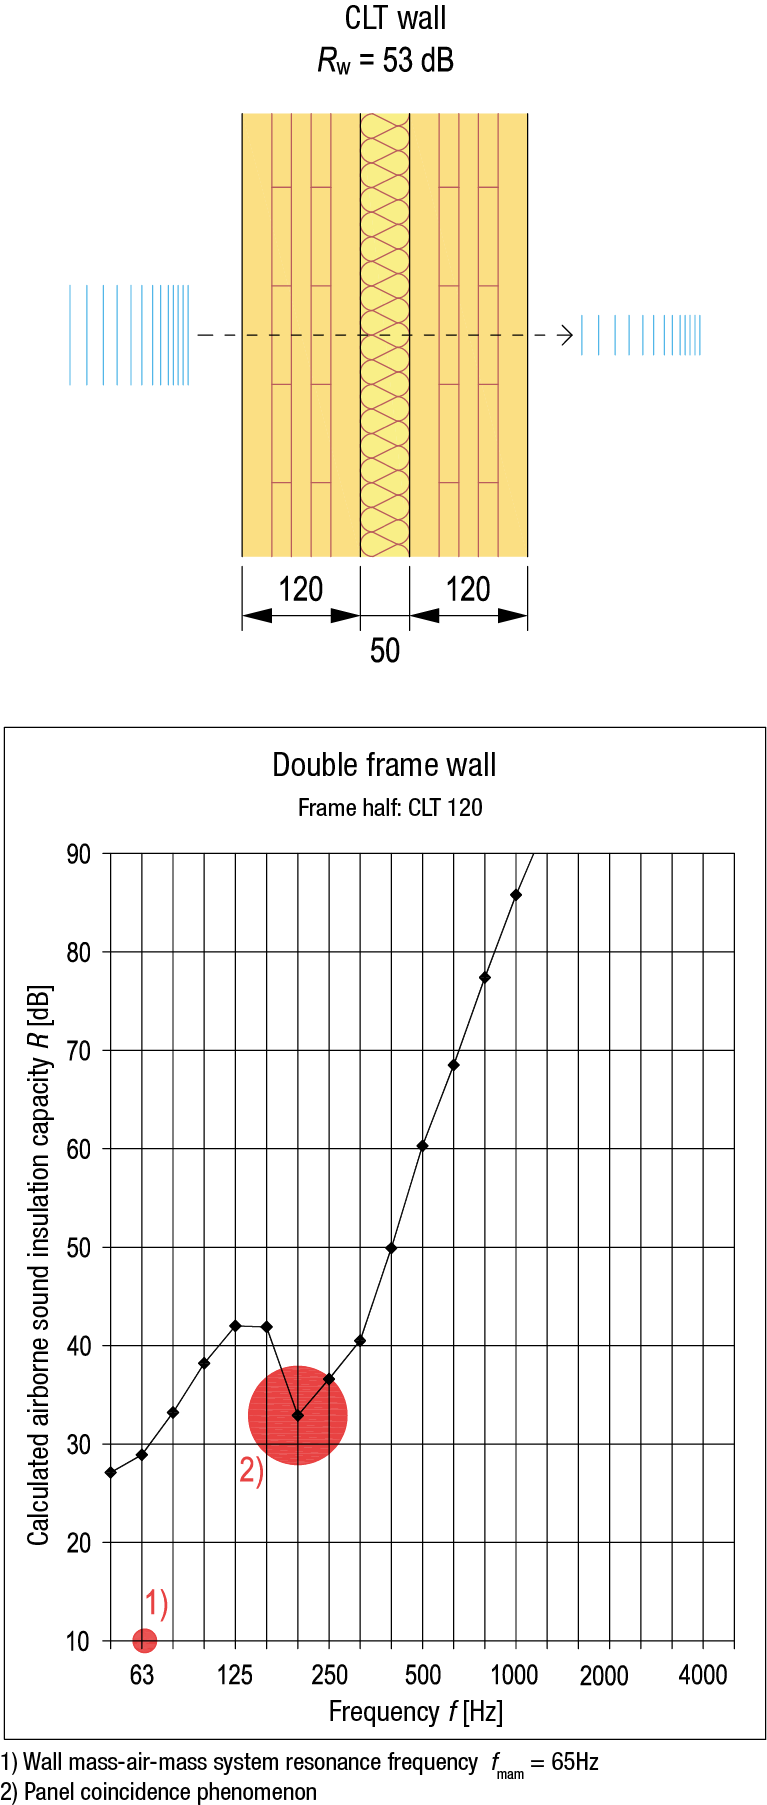 CLT wall
Rw = 53 dB
120
120
50
Double frame wall
Frame half: CLT 120
90
80
70
60
50
40
30
20
10
Calculated airborne sound insulation capacity R [dB]
2)
1)
63 125 250 500 1000 2000 4000
Frequency f [Hz]
1) Wall mass-air-mass system resonance frequency fmam = 65Hz
2) Panel coincidence phenomenon